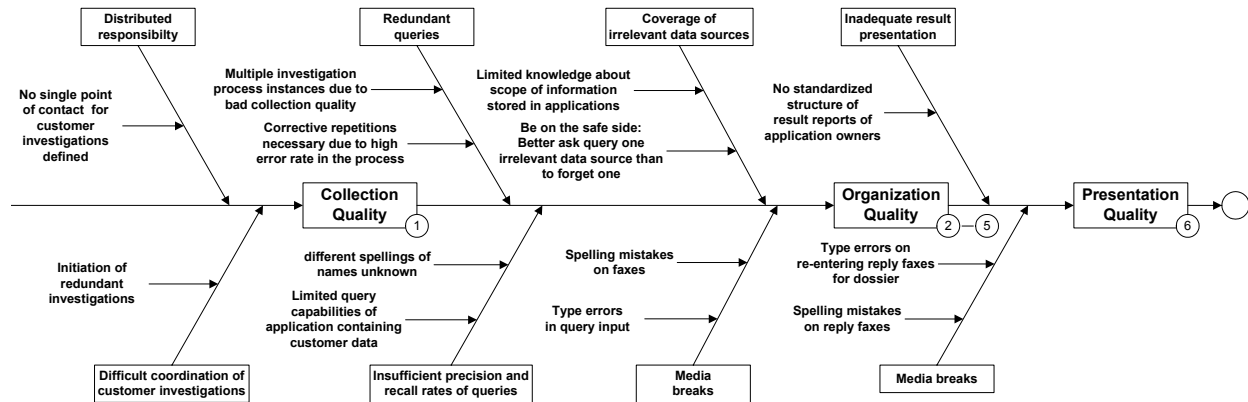 Distributed
responsibilty
Redundant
queries
Coverage of
irrelevant data sources
Inadequate result
presentation
No single point
of contact for
customer
investigations
defined
Multiple investigation
process instances due to
bad collection quality
Corrective repetitions
necessary due to high
error rate in the process
Limited knowledge about
scope of information
stored in applications
Be on the safe side:
Better ask query one
irrelevant data source than
to forget one
No standardized
structure of
result reports of
application owners
Collection
Quality
1
Organization
Quality
2
5
Presentation
Quality
6
Initiation of
redundant
investigations
different spellings of
names unknown
Limited query
capabilities of
application containing
customer data
Spelling mistakes
on faxes
Type errors
in query input
Type errors on
re-entering reply faxes
for dossier
Spelling mistakes
on reply faxes
Difficult coordination of
customer investigations
Insufficient precision and
recall rates of queries
Media
breaks
Media breaks